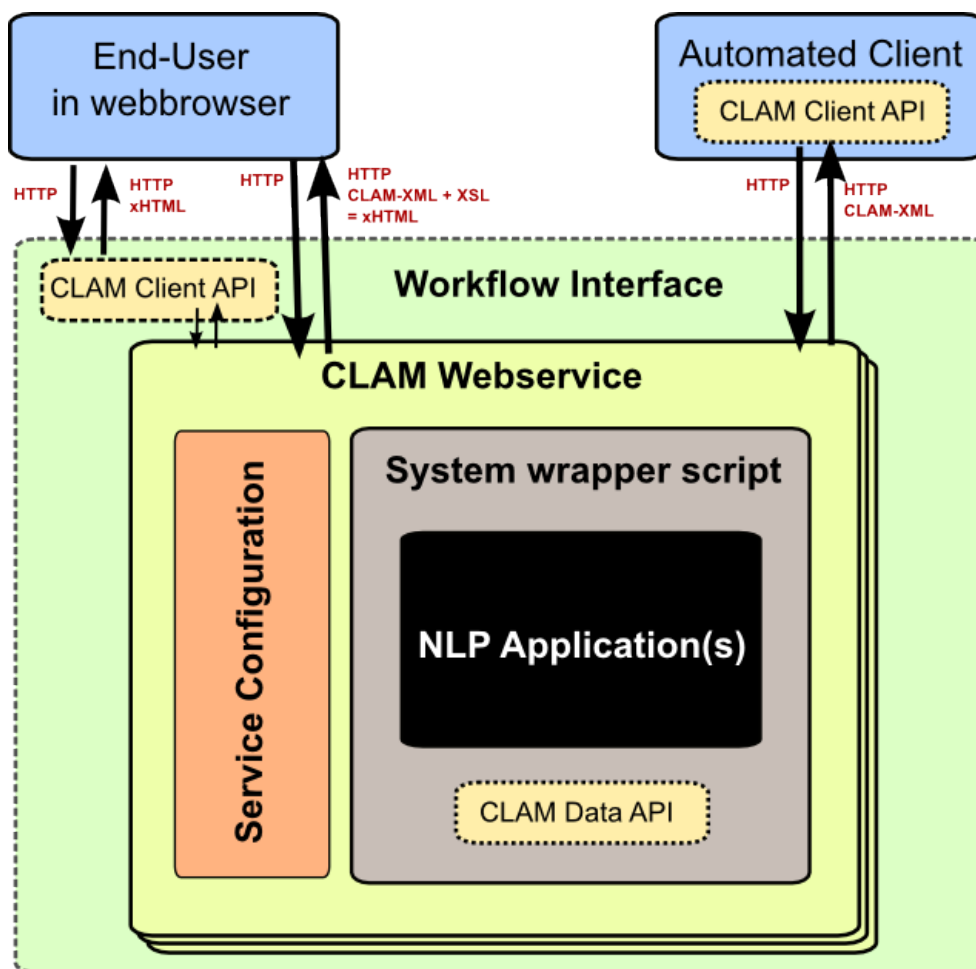 End-User
in webbrowser
Automated Client
CLAM Client API
HTTP
HTTP
xHTML
HTTP
HTTP
CLAM-XML + XSL
= xHTML
HTTP
HTTP
CLAM-XML
CLAM Client API
Workflow Interface
CLAM Webservice
Service Configuration
System wrapper script
NLP Application(s)
CLAM Data API